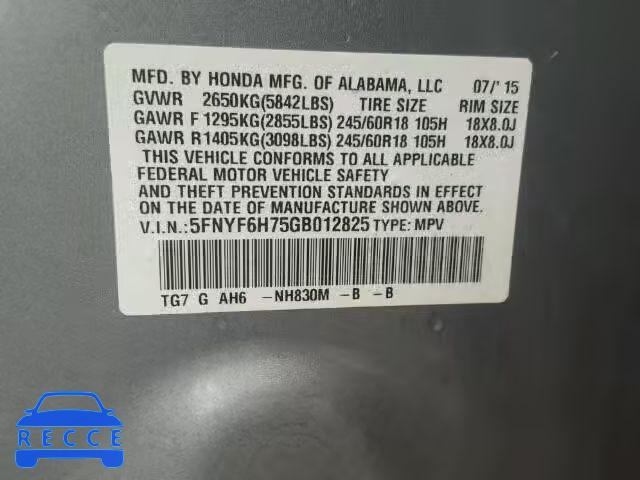 MFD. BY HONDA MFG. OF ALABAMA, LLC 07/'15
GVWR 2650KG(5842LBS) TIRE SIZE RIM SIZE
GAWR F 1295KG(2855LBS) 245/60R18 105H 18X8.0J
GAWR R 1405KG(3098LBS) 245/60R18 105H 18X8.0J
THIS VEHICLE CONFORMS TO ALL APPLICABLE
FEDERAL MOTOR VEHICLE SAFETY
AND THEFT PREVENTION STANDARDS IN EFFECT
ON THE DATE OF MANUFACTURE SHOWN ABOVE.
V.I.N.:5FNYF6H75GB012825 TYPE: MPV
TG7 G AH6 -NH830M -B -B
RECCE